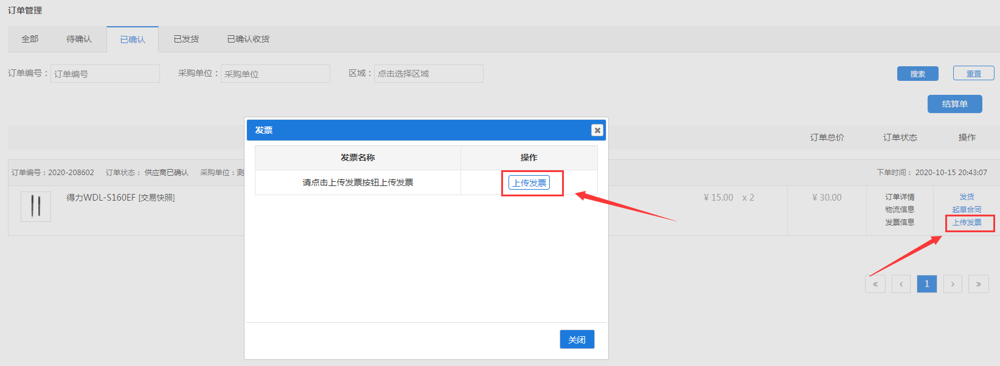 订单管理
全部 待确认 已确认 已发货 已确认收货
订单编号： 订单编号 采购单位： 采购单位 区域： 点击选择区域 搜索 重置
结算单
订单总价 订单状态 操作
订单编号：2020-208602 订单状态： 供应商已确认 采购单位：测 下单时间： 2020-10-15 20:43:07
得力WDL-S160EF [交易快照] ¥ 15.00 x 2 ¥ 30.00 订单详情 发货
物流信息 起草合同
发票信息 上传发票
发票
发票名称 操作
请点击上传发票按钮上传发票 上传发票
关闭
« ‹ 1 › »